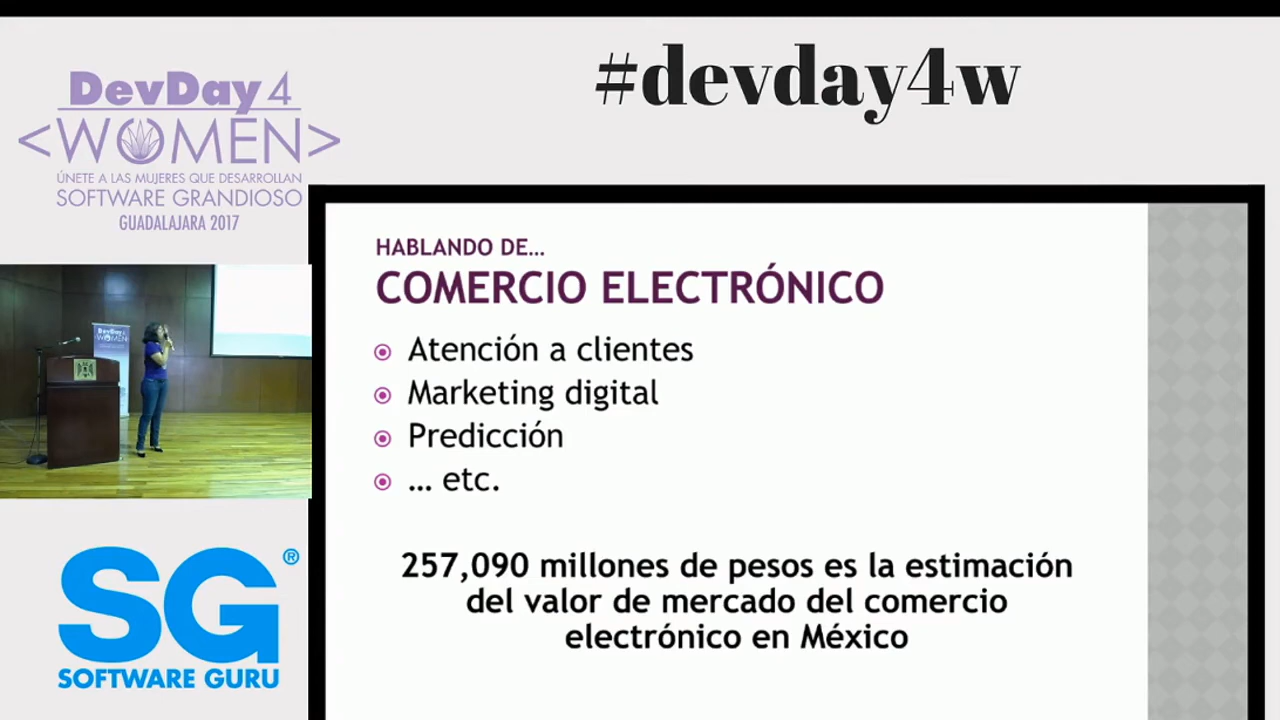 #devday4w
DevDay4
<WOMEN>
ÚNETE A LAS MUJERES QUE DESARROLLAN
SOFTWARE GRANDIOSO
GUADALAJARA 2017
HABLANDO DE...
COMERCIO ELECTRÓNICO
Atención a clientes
Marketing digital
Predicción
... etc.
257,090 millones de pesos es la estimación
del valor de mercado del comercio
electrónico en México
DevDay4
WOMEN
SG®
SOFTWARE GURU